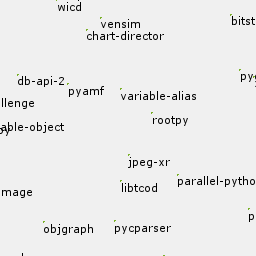 wicd
vensim
bitst
chart-director
db-api-2.
pyamf
variable-alias
llenge
rootpy
able-object
jpeg-xr
libtcod
parallel-pytho
mage
objgraph
pycparser